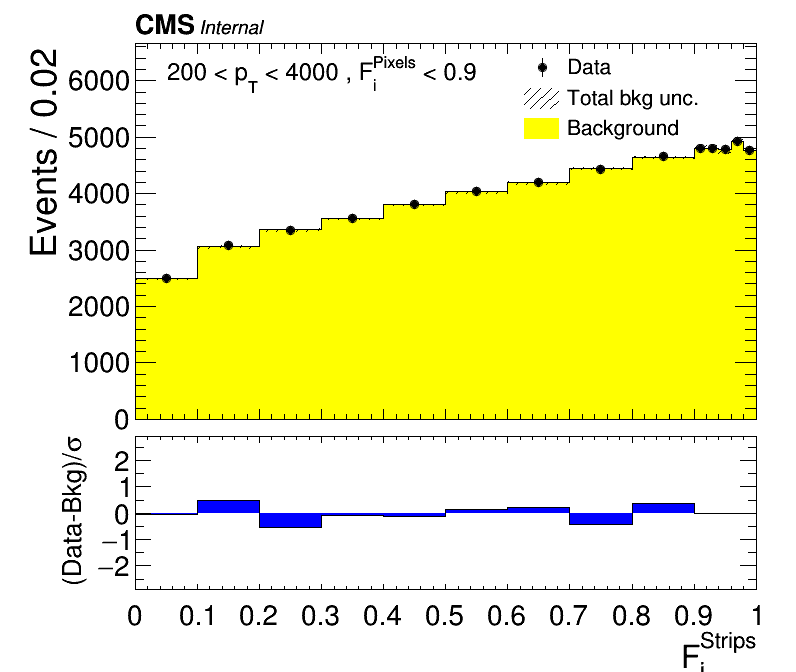 CMS Internal
Events / 0.02
200 < p_T < 4000 , F_i^Pixels < 0.9
Data
Total bkg unc.
Background
6000
5000
4000
3000
2000
1000
0
(Data-Bkg)/σ
2
1
0
−1
−2
0 0.1 0.2 0.3 0.4 0.5 0.6 0.7 0.8 0.9 1
F_i^Strips